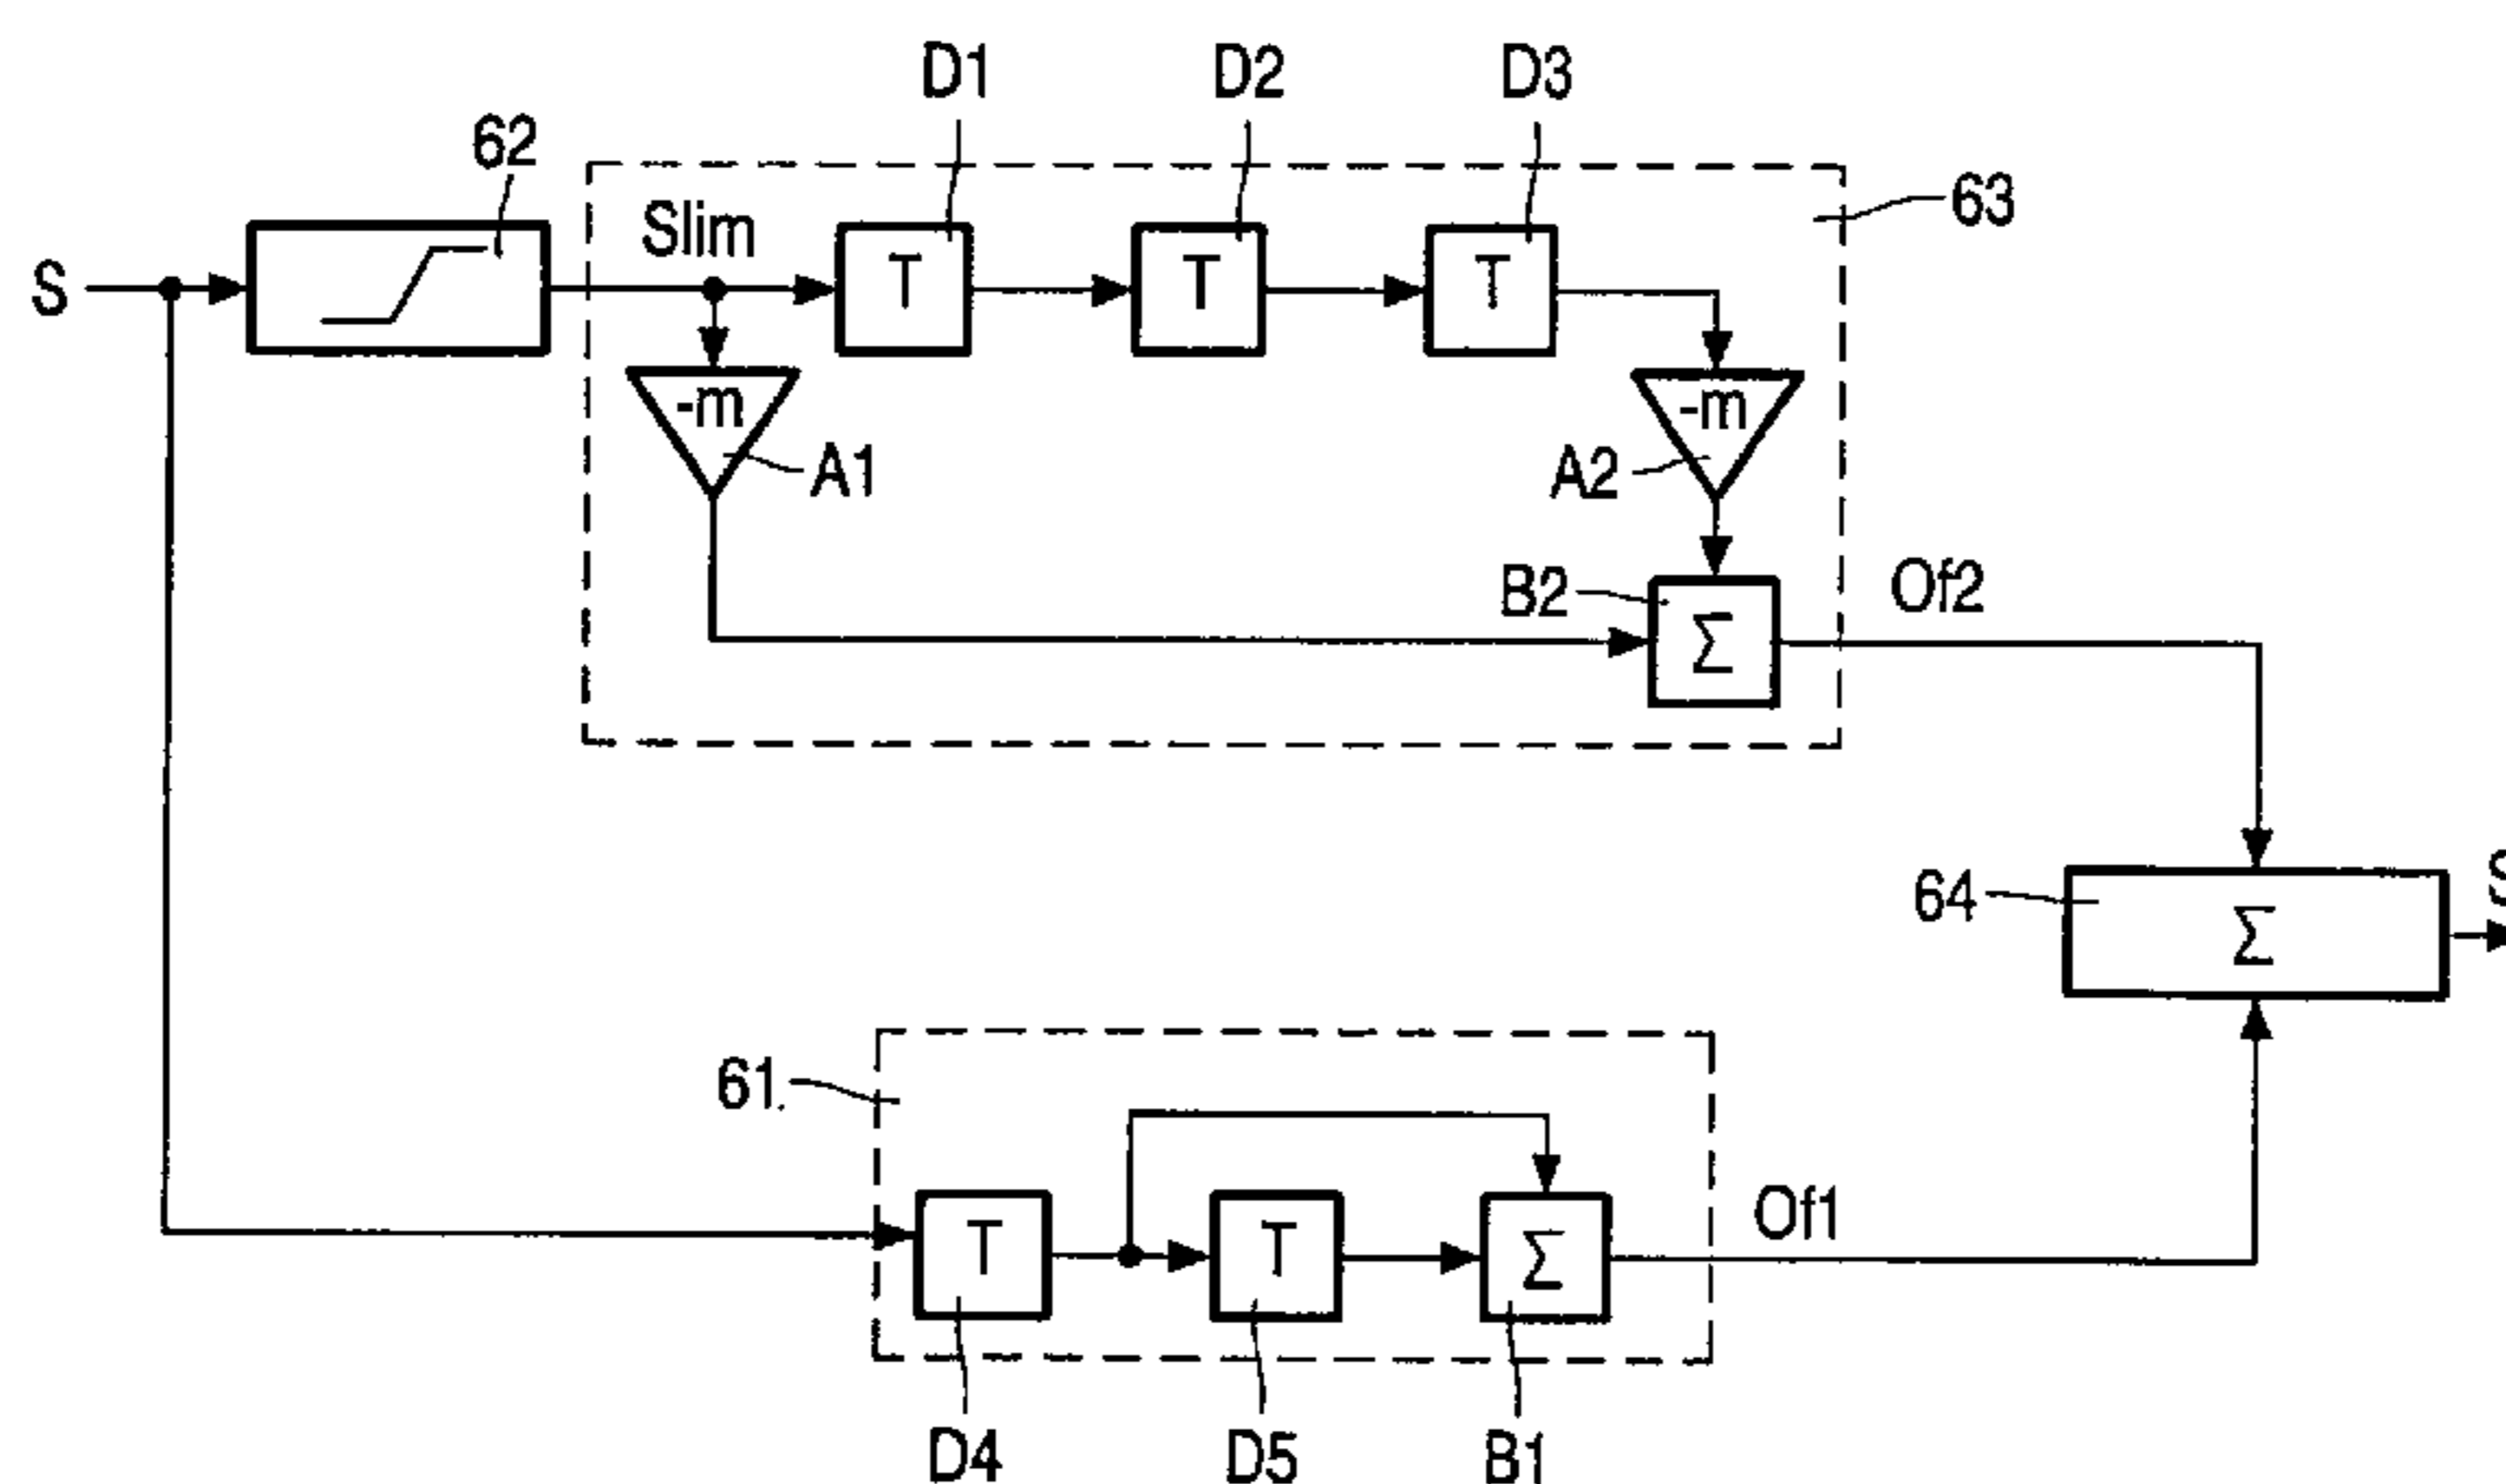 D1 D2 D3
62
63
Slim
S
T T T
-m -m
A1 A2
B2 Of2
Σ
64
Σ
61.
T T Σ Of1
D4 D5 B1